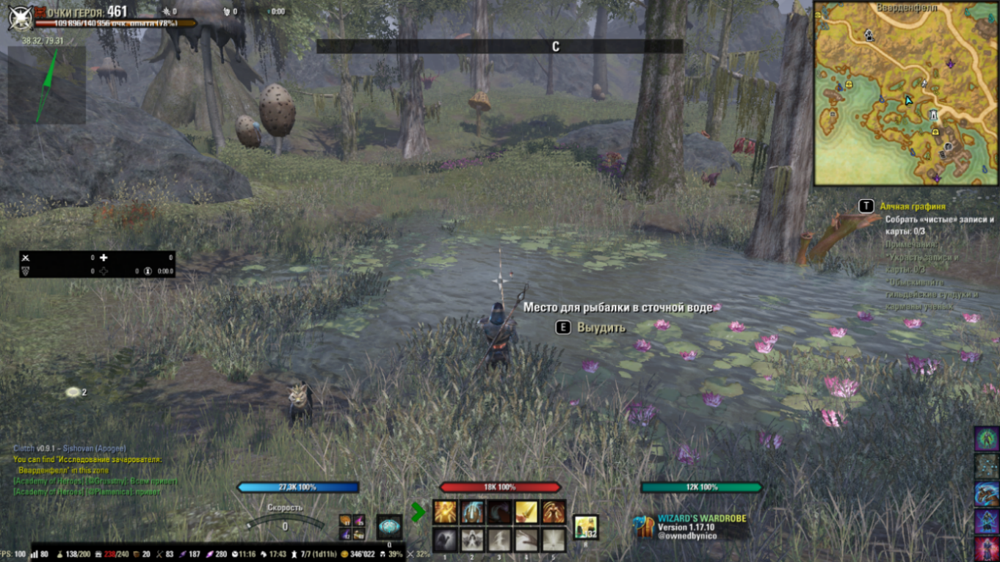 ОЧКИ ГЕРОЯ: 461
0
0
0:00
109 896/140 356 очк. опыта (78%)
38.32, 79.31
С
Вварденфелл
T Алчная графиня
Собрать «чистые» записи и
карты: 0/3
Примечания:
*Украсть записи и
карты: 0/3
*Обыскивайте
гильдейские сундуки и
карманы учёных
0 0
0 0 0:00.0
Место для рыбалки в сточной воде
E Выудить
2
v0.9.1 – Sjshovan (Apogee)
You can find "Исследование зачарователя:
Вварденфелл" in this zone
[Academy of Heroes] Всем привет
[Academy of Heroes] привет
27,3K 100%
18K 100%
12K 100%
Скорость
0
Q
R
1 2 3 4 5
WIZARD'S WARDROBE
Version 1.17.10
@ownedbynico
FPS: 100 80 138/200 238/240 20 83 187 280 11:16 17:43 7/7 (1d11h) 346'022 39% 32%